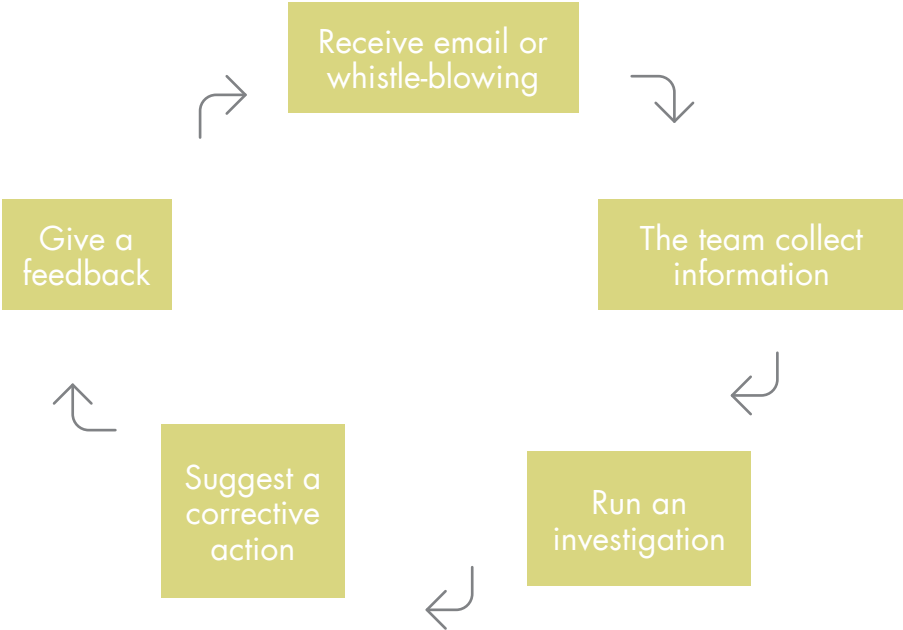 Receive email or
whistle-blowing
The team collect
information
Run an
investigation
Suggest a
corrective
action
Give a
feedback